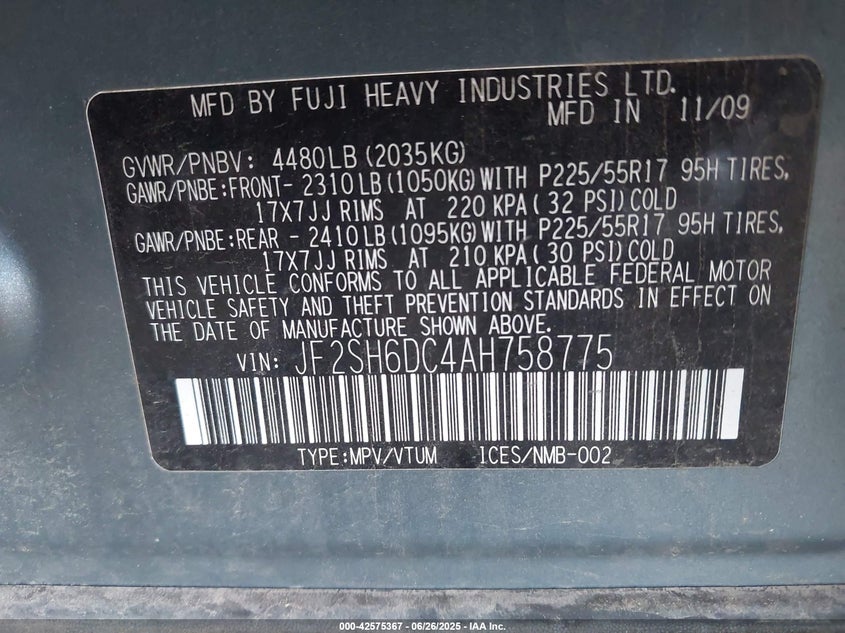 MFD BY FUJI HEAVY INDUSTRIES LTD.
MFD IN 11/09
GVWR/PNBV: 4480LB(2035KG)
GAWR/PNBE:FRONT- 2310LB(1050KG)WITH P225/55R17 95H TIRES,
17X7JJ RIMS AT 220 KPA( 32 PSI)COLD
GAWR/PNBE:REAR - 2410LB(1095KG)WITH P225/55R17 95H TIRES,
17X7JJ RIMS AT 210 KPA( 30 PSI)COLD
THIS VEHICLE CONFORMS TO ALL APPLICABLE FEDERAL MOTOR
VEHICLE SAFETY AND THEFT PREVENTION STANDARDS IN EFFECT ON
THE DATE OF MANUFACTURE SHOWN ABOVE.
VIN: JF2SH6DC4AH758775
TYPE:MPV/VTUM ICES/NMB-002
000-42575367 - 06/26/2025 - IAA Inc.